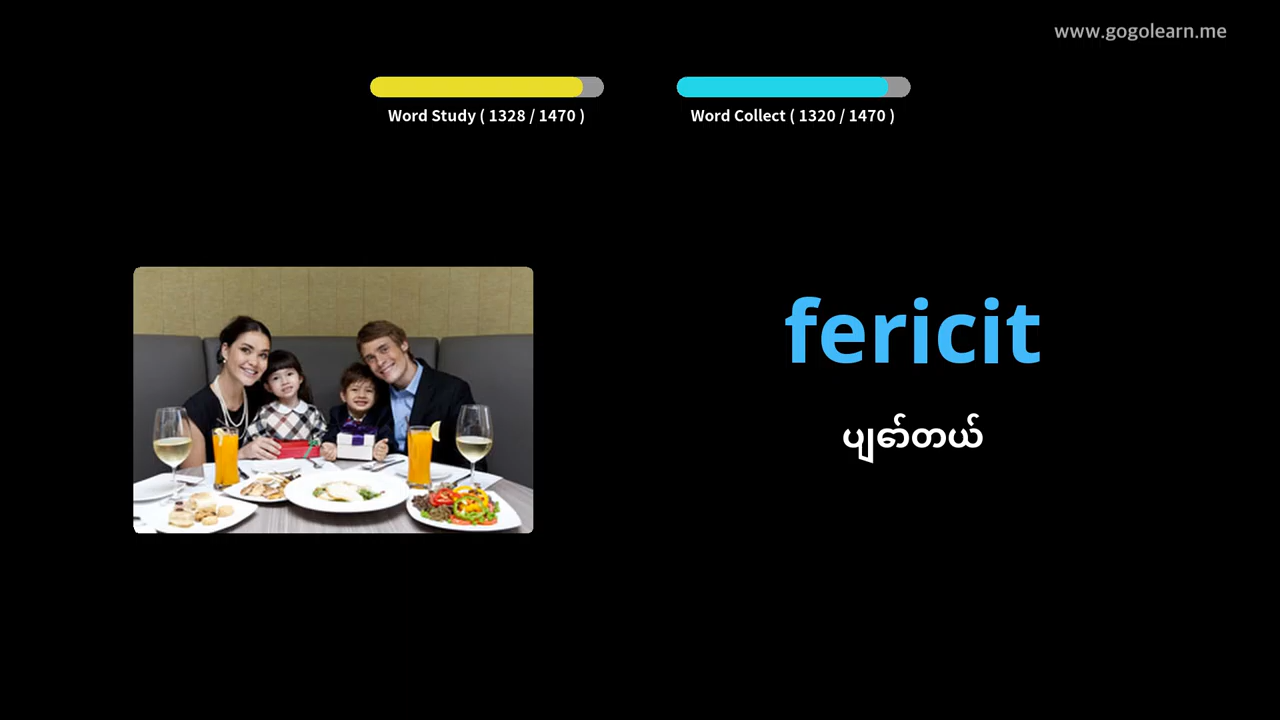 www.gogolearn.me
Word Study ( 1328 / 1470 )
Word Collect ( 1320 / 1470 )
fericit
ပျော်တယ်